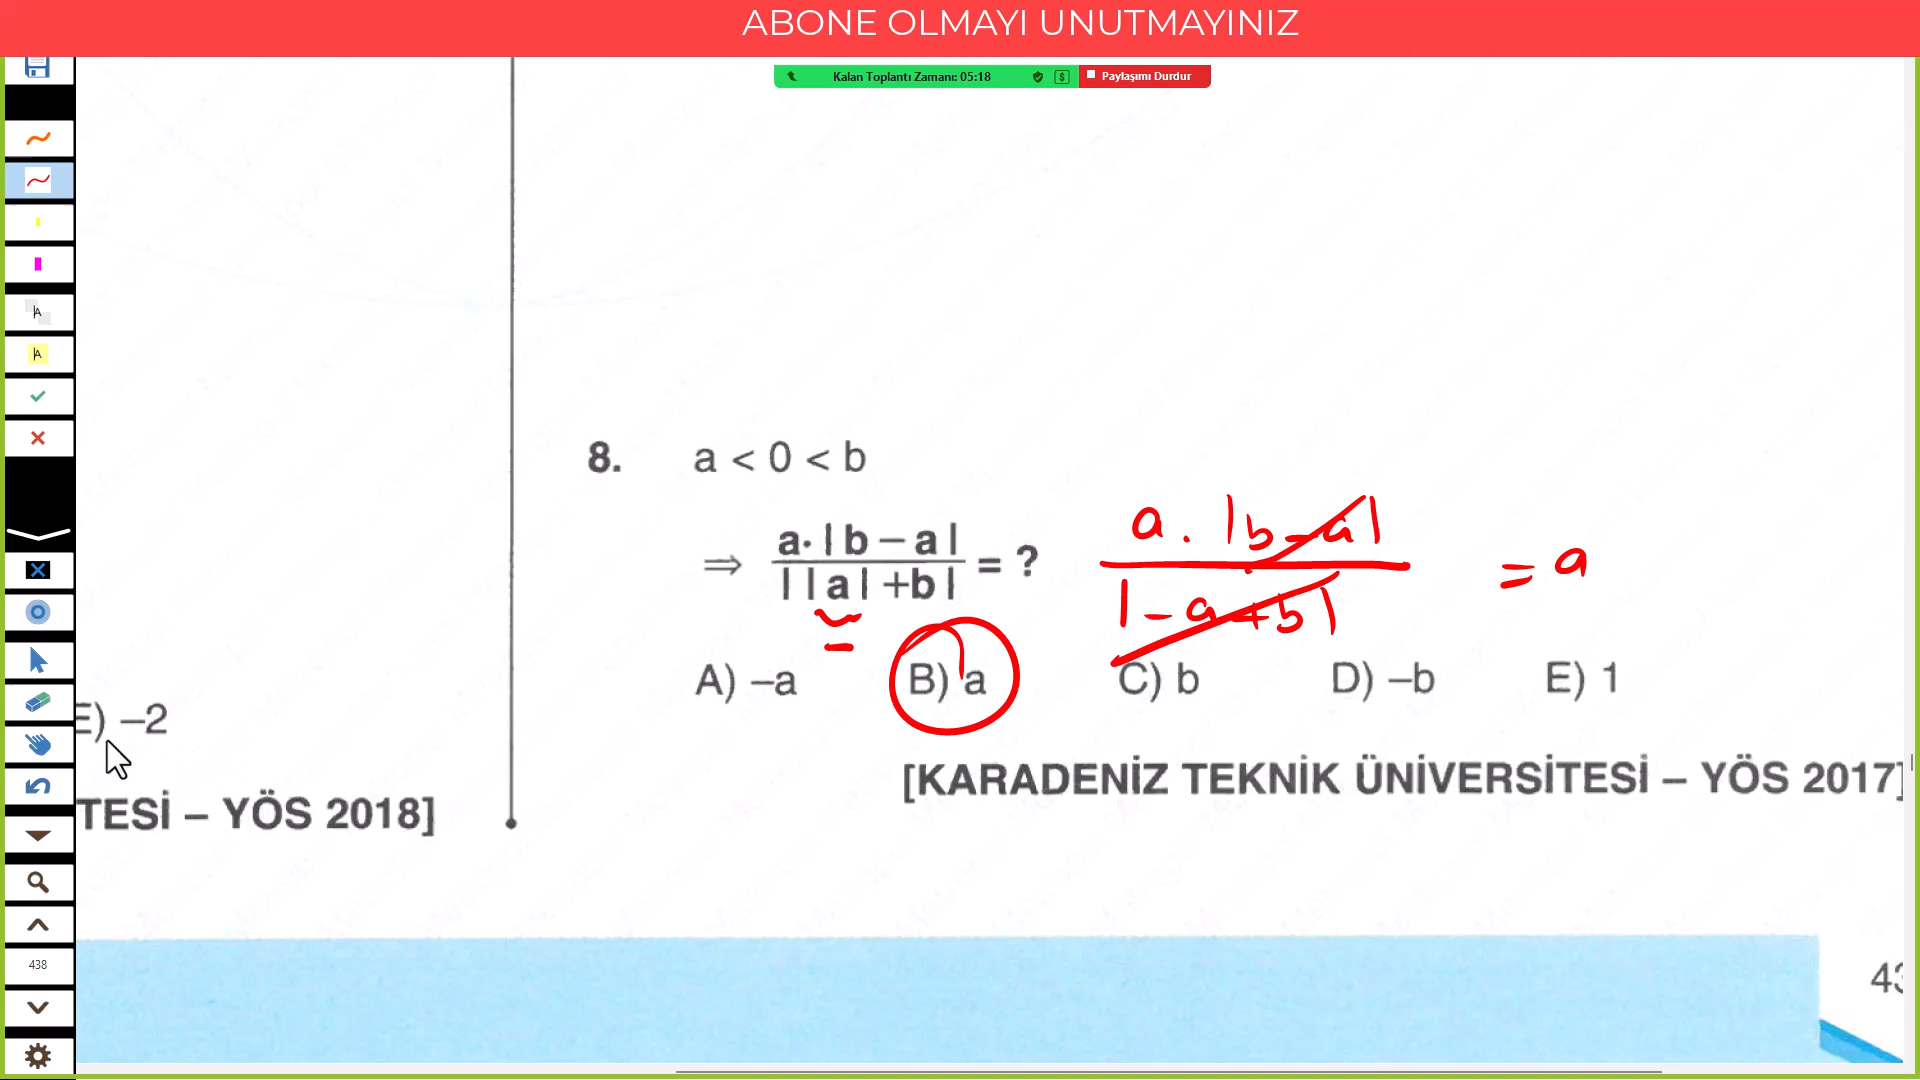 ABONE OLMAYI UNUTMAYINIZ
Kalan Toplantı Zamanı: 05:18
Paylaşımı Durdur
8. a < 0 < b
⇒ a·|b – a| / ||a| +b| = ?
a . |b-a| / |-a+b| = a
A) –a B) a C) b D) –b E) 1
[KARADENİZ TEKNİK ÜNİVERSİTESİ – YÖS 2017]
E) –2
TESİ – YÖS 2018]
438